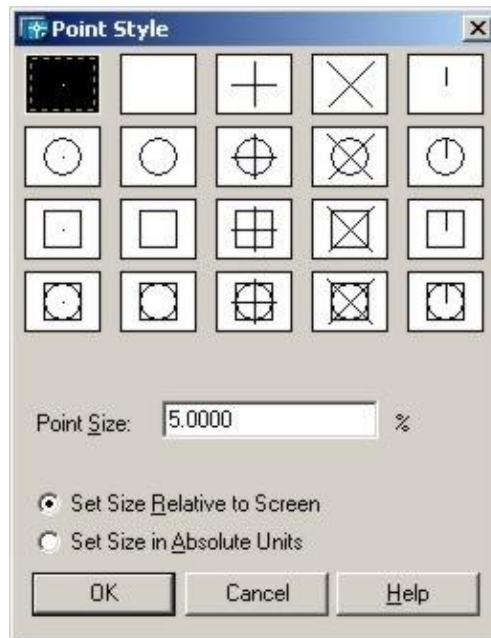 Point Style
Point Size: 5.0000 %
Set Size Relative to Screen
Set Size in Absolute Units
OK Cancel Help